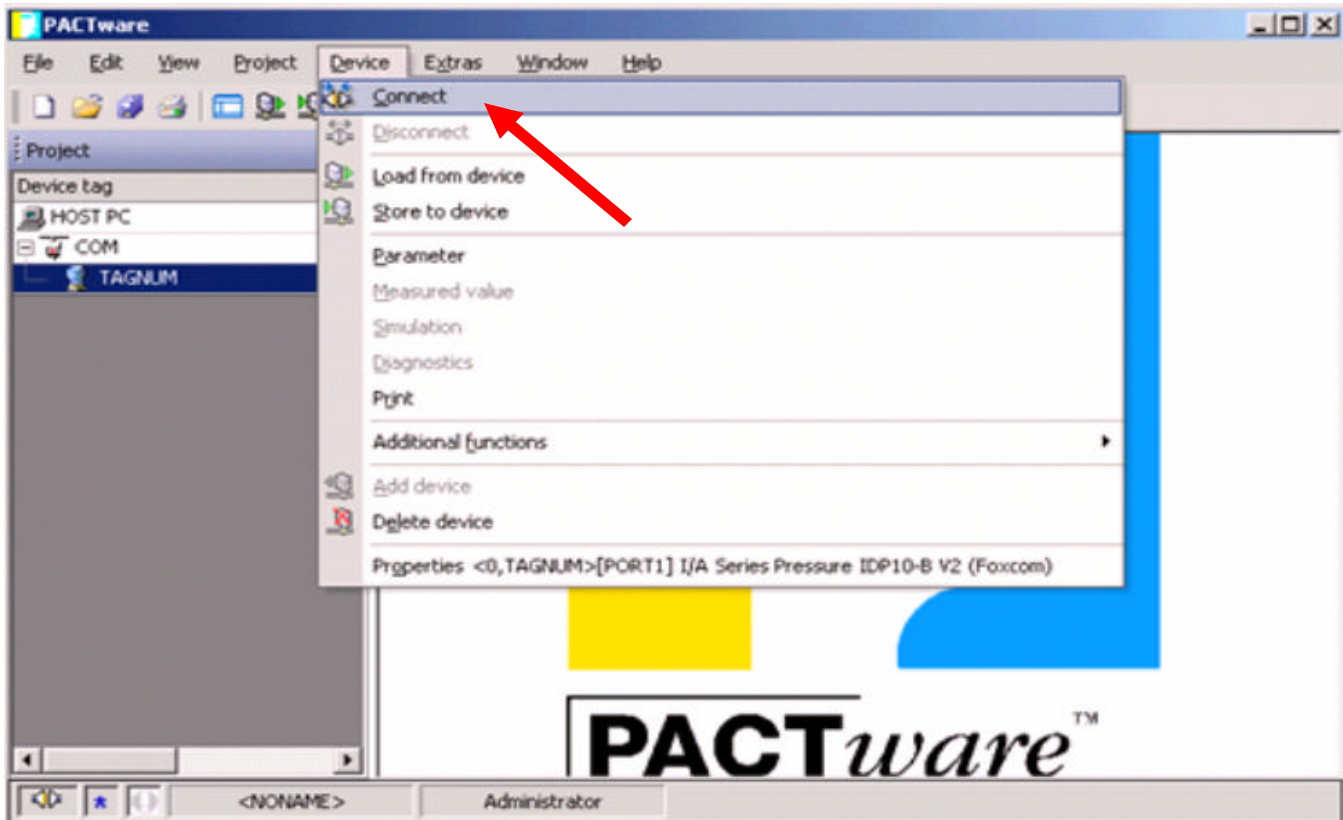 PACTware
File Edit View Project Device Extras Window Help
Connect
Disconnect
Project
Device tag
Load from device
HOST PC
Store to device
COM
Parameter
TAGNUM
Measured value
Simulation
Diagnostics
Print
Additional functions
Add device
Delete device
Properties <0,TAGNUM>[PORT1] I/A Series Pressure IDP10-B V2 (Foxcom)
PACTware™
<NONAME> Administrator